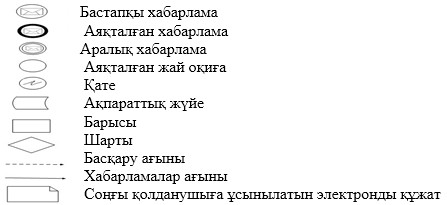 Бастапқы хабарлама
Аяқталған хабарлама
Аралық хабарлама
Аяқталған жай оқиға
Қате
Ақпараттық жүйе
Барысы
Шарты
Басқару ағыны
Хабарламалар ағыны
Соңғы қолданушыға ұсынылатын электронды құжат